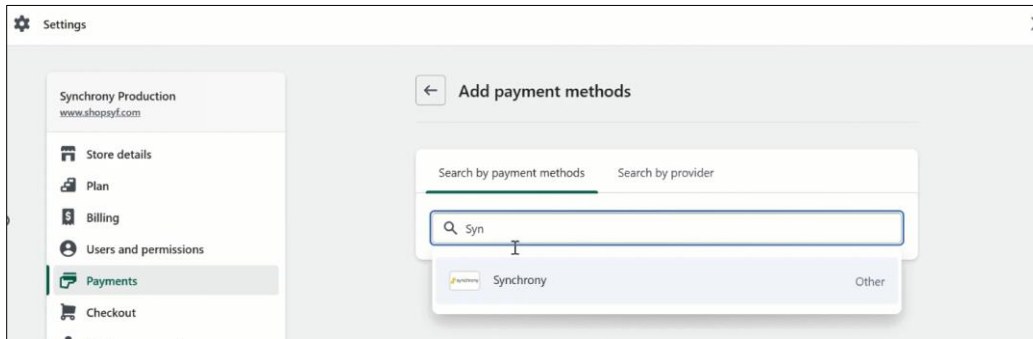 Settings
Synchrony Production
www.shopsyf.com
Store details
Plan
Billing
Users and permissions
Payments
Checkout
Add payment methods
Search by payment methods
Search by provider
Syn
synchrony
Synchrony
Other